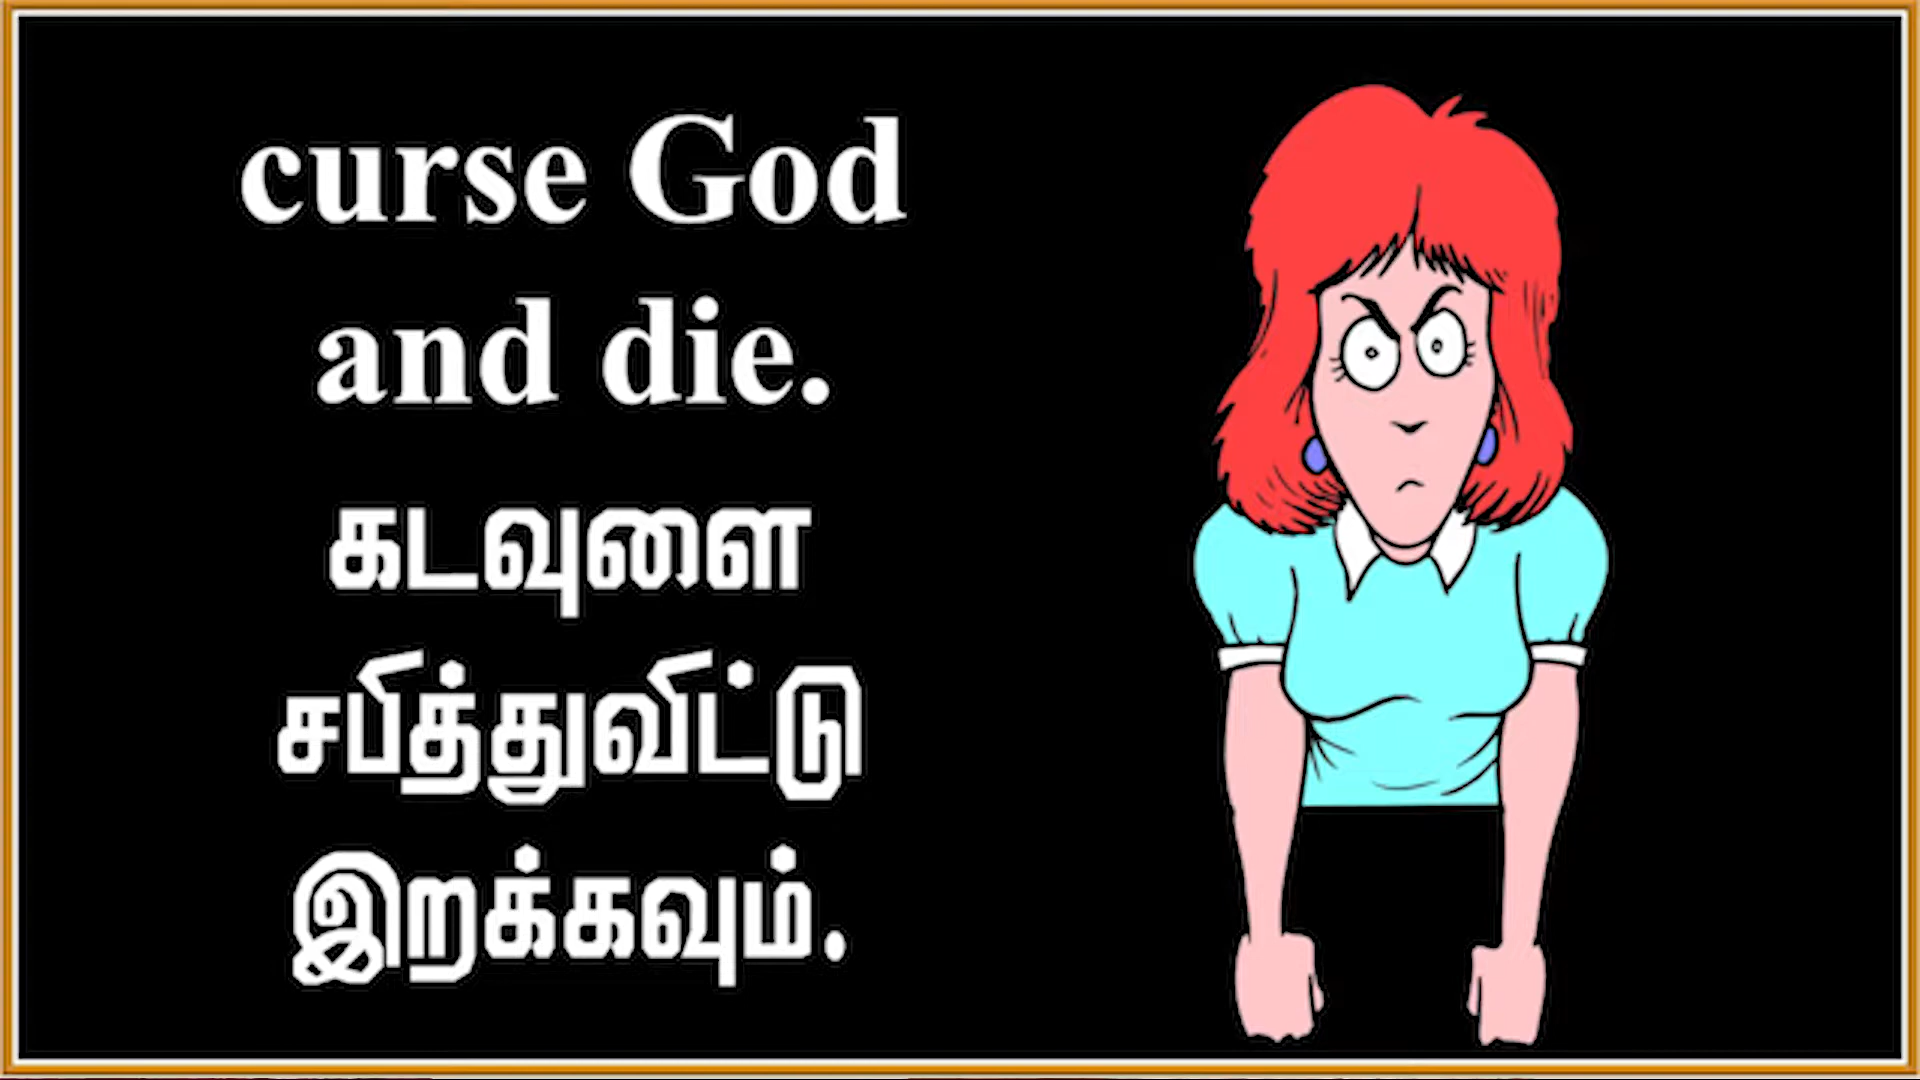 curse God
and die.
கடவுளை
சபித்துவிட்டு
இறக்கவும்.